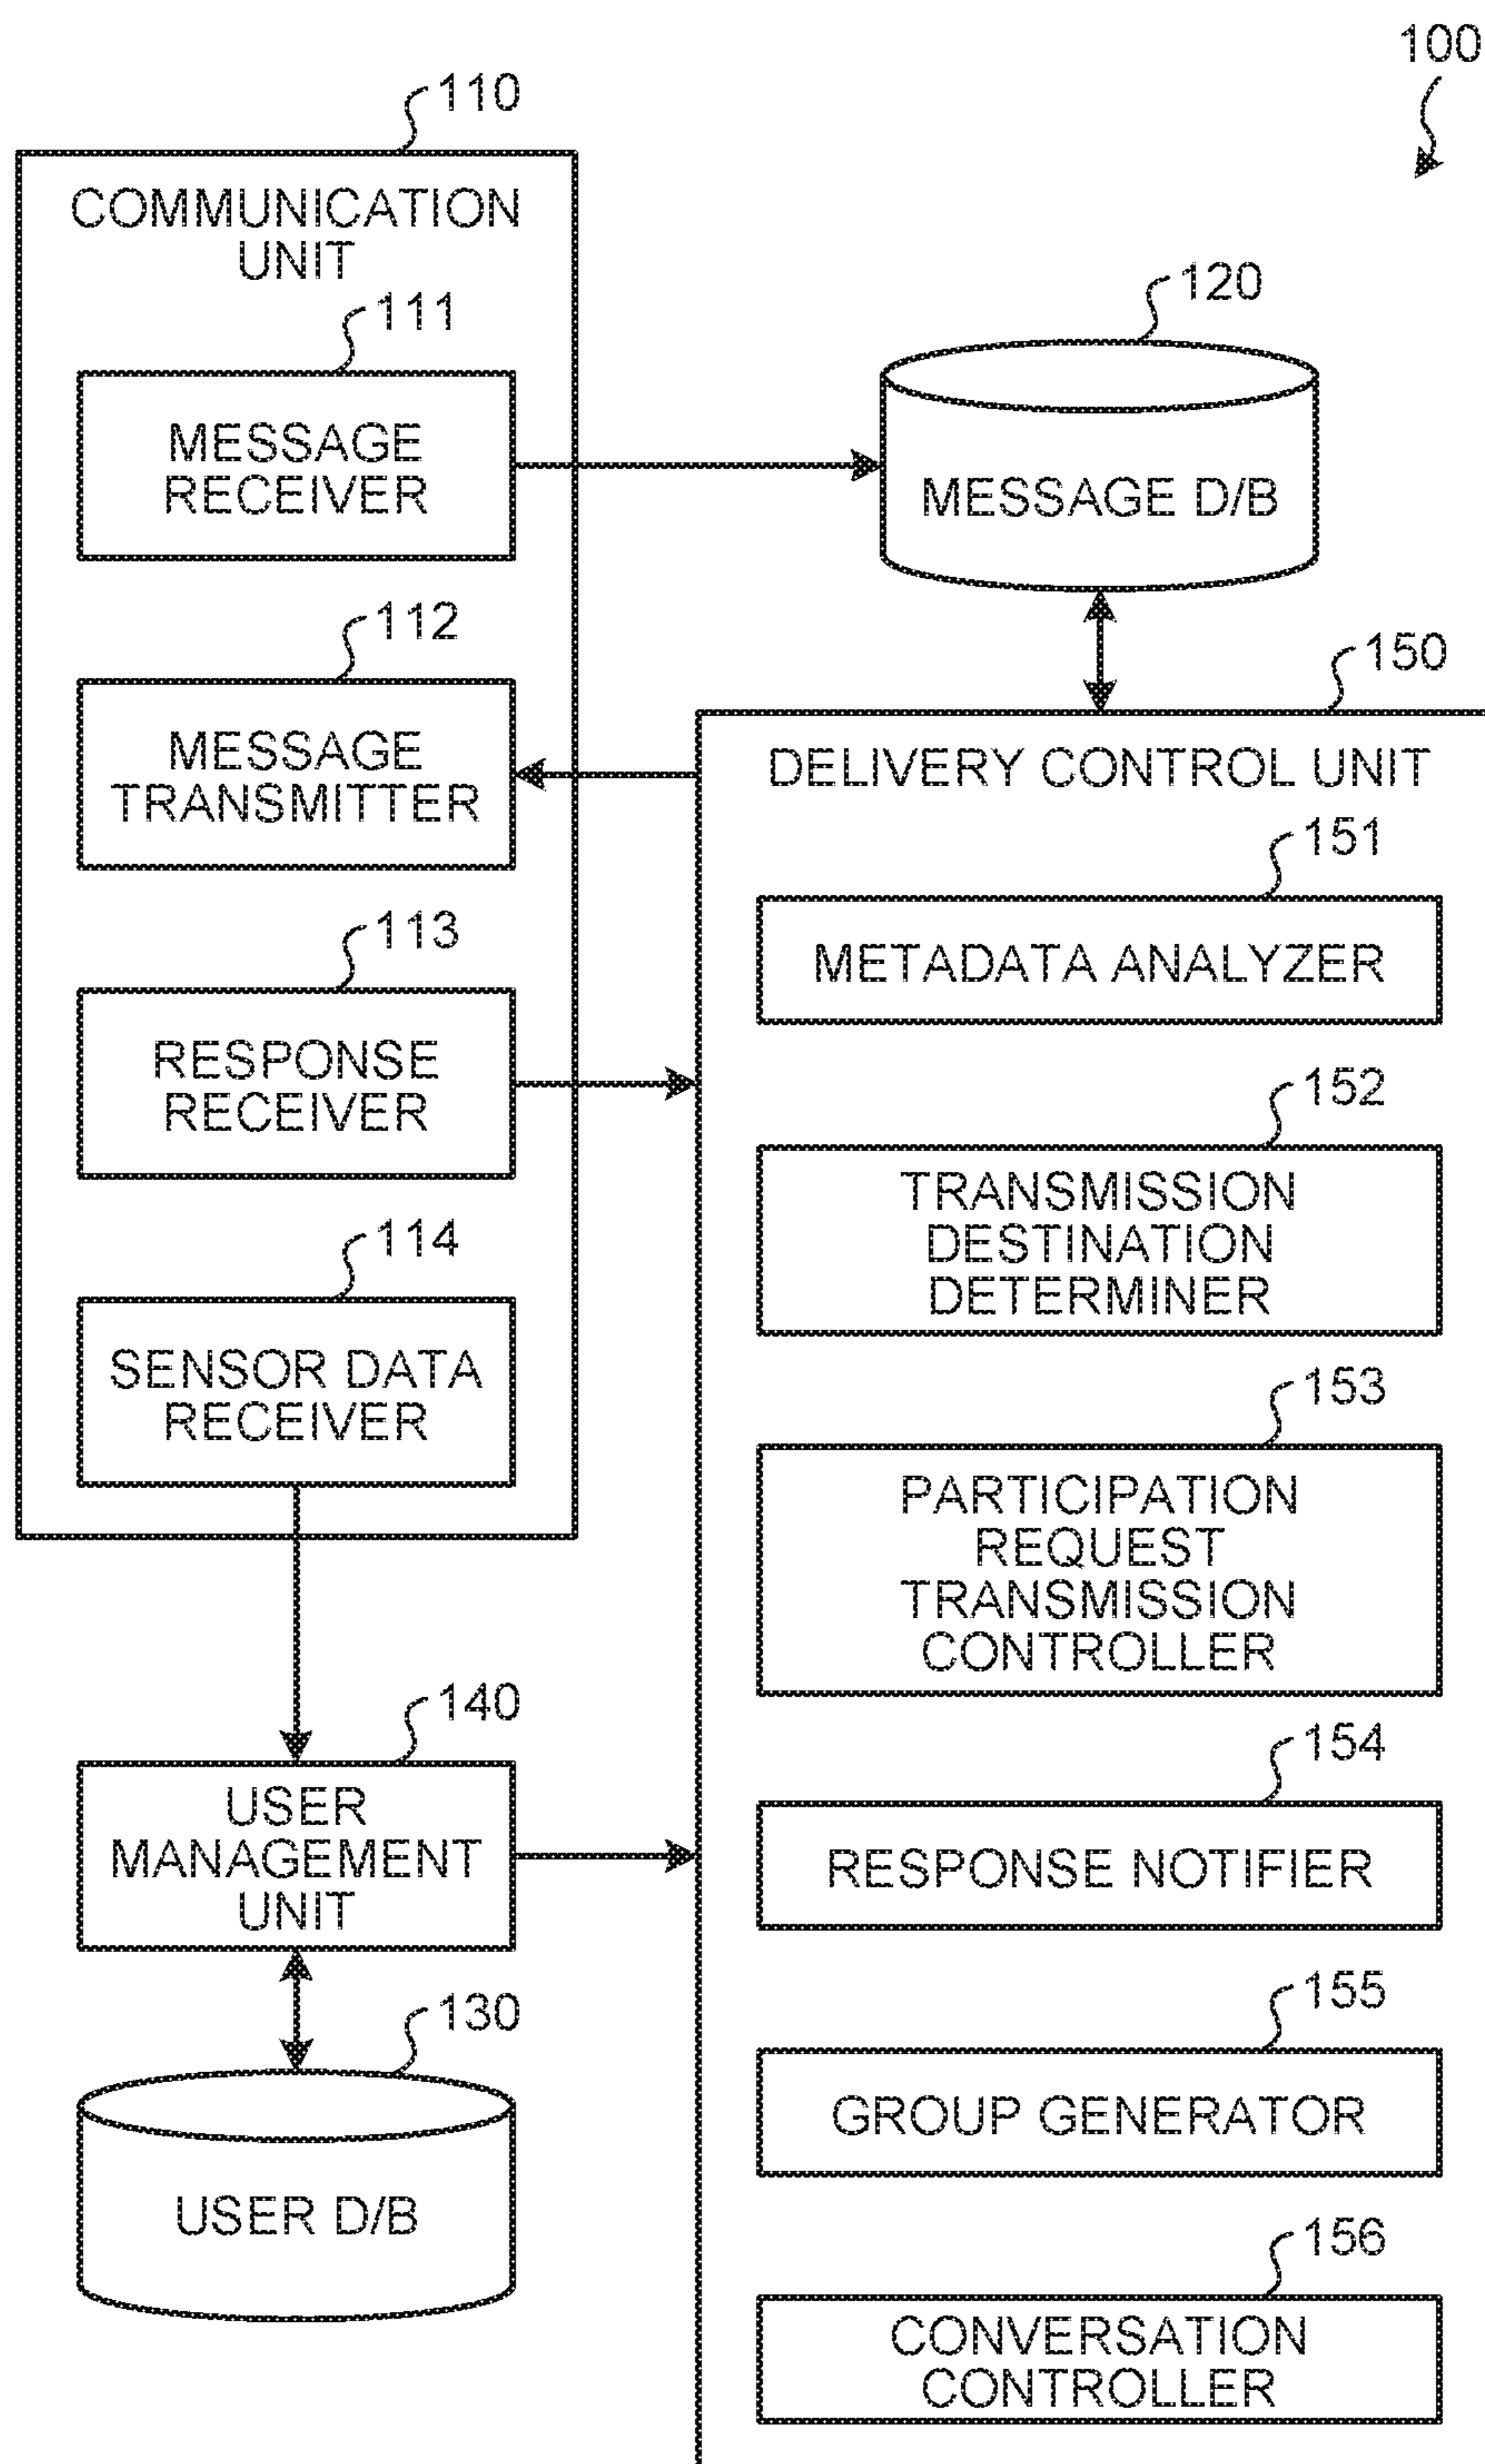 100
110
COMMUNICATION
UNIT
111
MESSAGE
RECEIVER
120
MESSAGE D/B
112
MESSAGE
TRANSMITTER
150
DELIVERY CONTROL UNIT
151
METADATA ANALYZER
113
RESPONSE
RECEIVER
152
TRANSMISSION
DESTINATION
DETERMINER
114
SENSOR DATA
RECEIVER
153
PARTICIPATION
REQUEST
TRANSMISSION
CONTROLLER
140
USER
MANAGEMENT
UNIT
154
RESPONSE NOTIFIER
130
USER D/B
155
GROUP GENERATOR
156
CONVERSATION
CONTROLLER